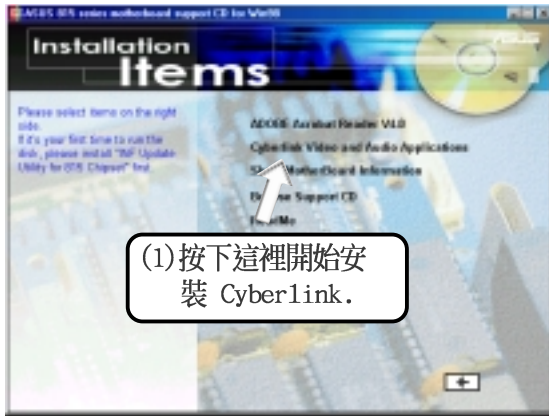 ASUS 815 series motherboard support CD for Win98
Installation
Items
Please select items on the right
side.
If it's your first time to run the
disk, please install "INF Update
Utility for 815 Chipset" first.
ADOBE Acrobat Reader V4.0
Cyberlink Video and Audio Applications
Show Motherboard Information
Browse Support CD
ReadMe
(1)按下這裡開始安
裝 Cyberlink.